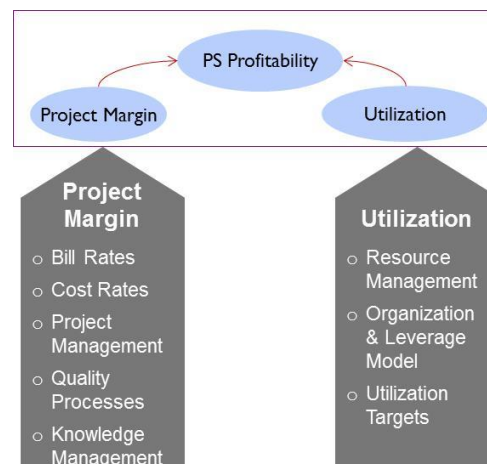 PS Profitability
Project Margin
Utilization
Project
Margin
o Bill Rates
o Cost Rates
o Project
Management
o Quality
Processes
o Knowledge
Management
Utilization
o Resource
Management
o Organization
& Leverage
Model
o Utilization
Targets